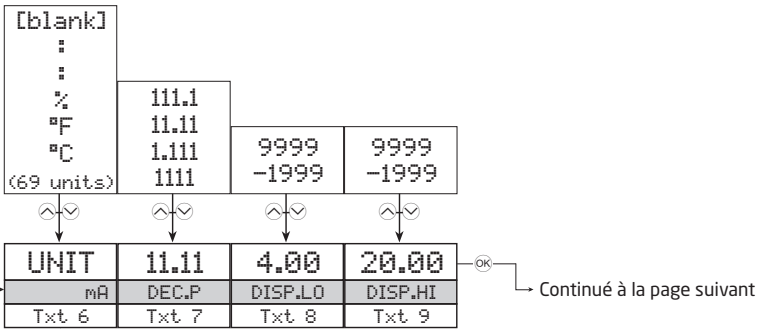 [blank]
:
:
%
°F
°C
(69 units)
111.1
11.11
1.111
1111
9999
-1999
9999
-1999
UNIT 11.11 4.00 20.00 OK
mA DEC.P DISP.LO DISP.HI
Txt 6 Txt 7 Txt 8 Txt 9
Continué à la page suivant